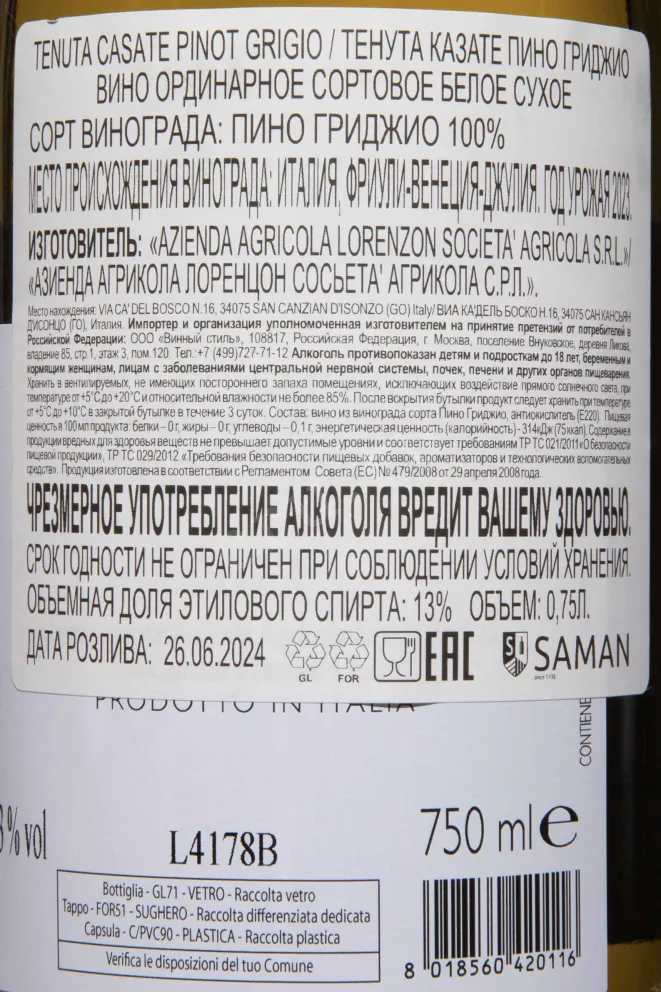 TENUTA CASATE PINOT GRIGIO / ТЕНУТА КАЗАТЕ ПИНО ГРИДЖИО
ВИНО ОРДИНАРНОЕ СОРТОВОЕ БЕЛОЕ СУХОЕ
СОРТ ВИНОГРАДА: ПИНО ГРИДЖИО 100%
МЕСТО ПРОИСХОЖДЕНИЯ ВИНОГРАДА: ИТАЛИЯ, ФРИУЛИ-ВЕНЕЦИЯ-ДЖУЛИЯ. ГОД УРОЖАЯ 2023.
ИЗГОТОВИТЕЛЬ: «AZIENDA AGRICOLA LORENZON SOCIETA' AGRICOLA S.R.L.»/
«АЗИЕНДА АГРИКОЛА ЛОРЕНЦОН СОСЬЕТА' АГРИКОЛА С.Р.Л.».
Место нахождения: VIA CA' DEL BOSCO N.16, 34075 SAN CANZIAN D'ISONZO (GO) Italy/ ВИА КА'ДЕЛЬ БОСКО Н.16, 34075 САН КАНСЬЯН
ДИСОНЦО (ГО), Италия. Импортер и организация уполномоченная изготовителем на принятие претензий от потребителей в
Российской Федерации: ООО «Винный стиль», 108817, Российская Федерация, г. Москва, поселение Внуковское, деревня Ликова,
владение 85, стр.1, этаж 3, пом.120. Тел.:+7 (499)727-71-12 Алкоголь противопоказан детям и подросткам до 18 лет, беременным и
кормящим женщинам, лицам с заболеваниями центральной нервной системы, почек, печени и других органов пищеварения.
Хранить в вентилируемых, не имеющих постороннего запаха помещениях, исключающих воздействие прямого солнечного света, при
температуре от +5°С до +20°С и относительной влажности не более 85%. После вскрытия бутылки продукт следует хранить при температуре
от +5°С до +10°С в закрытой бутылке в течение 3 суток. Состав: вино из винограда сорта Пино Гриджио, антиокислитель (Е220). Пищевая
ценность в 100 мл продукта: белки – 0 г, жиры – 0 г, углеводы – 0,1 г, энергетическая ценность (калорийность) - 314кДж (75 ккал). Содержание в
продукции вредных для здоровья веществ не превышает допустимые уровни и соответствует требованиям ТР ТС 021/2011 «О безопасности
пищевой продукции», ТР ТС 029/2012 «Требования безопасности пищевых добавок, ароматизаторов и технологических вспомогательных
средств». Продукция изготовлена в соответствии с Регламентом Совета (ЕС) № 479/2008 от 29 апреля 2008 года.
ЧРЕЗМЕРНОЕ УПОТРЕБЛЕНИЕ АЛКОГОЛЯ ВРЕДИТ ВАШЕМУ ЗДОРОВЬЮ.
СРОК ГОДНОСТИ НЕ ОГРАНИЧЕН ПРИ СОБЛЮДЕНИИ УСЛОВИЙ ХРАНЕНИЯ.
ОБЪЕМНАЯ ДОЛЯ ЭТИЛОВОГО СПИРТА: 13% ОБЪЕМ: 0,75Л.
ДАТА РОЗЛИВА: 26.06.2024
GL FOR
EAC
SA
SAMAN
since 1156
PRODOTTO IN ITALIA
CONTIENE
3% vol
L4178B
750 ml e
Bottiglia - GL71 - VETRO - Raccolta vetro
Tappo - FOR51 - SUGHERO - Raccolta differenziata dedicata
Capsula - C/PVC90 - PLASTICA - Raccolta plastica
Verifica le disposizioni del tuo Comune
8 018560 420116